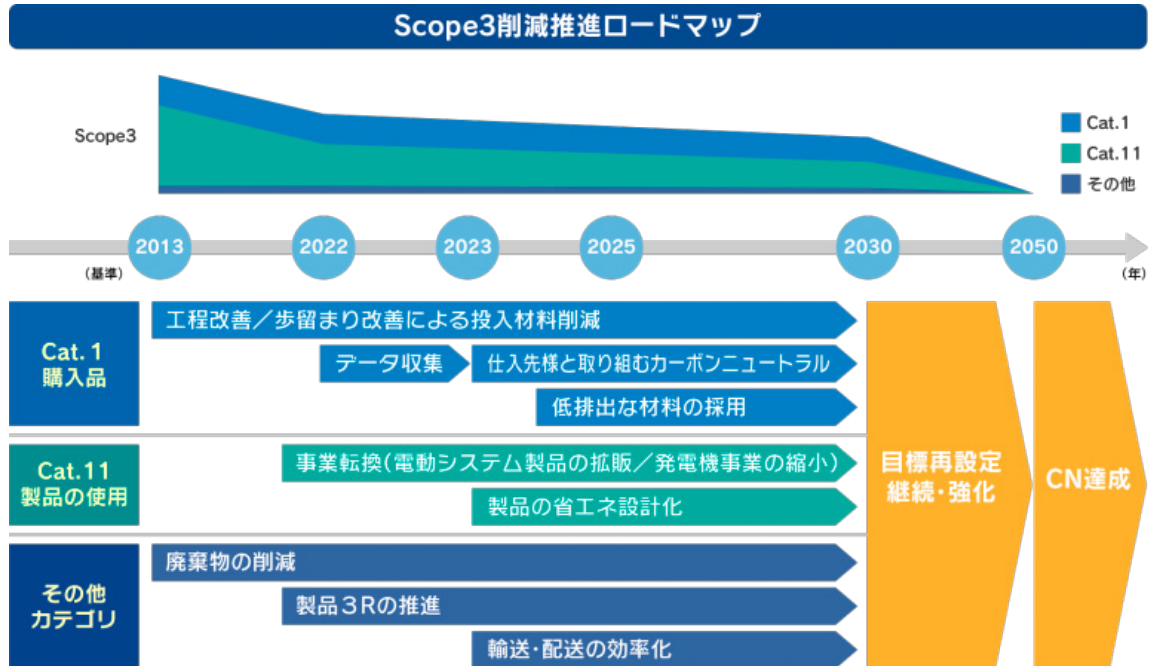 Scope3削減推進ロードマップ
Scope3
Cat.1
Cat.11
その他
2013
2022
2023
2025
2030
2050
(基準)
(年)
Cat.1
購入品
工程改善／歩留まり改善による投入材料削減
データ収集
仕入先様と取り組むカーボンニュートラル
低排出な材料の採用
Cat.11
製品の使用
事業転換(電動システム製品の拡販／発電機事業の縮小)
製品の省エネ設計化
その他
カテゴリ
廃棄物の削減
製品３Rの推進
輸送・配送の効率化
目標再設定
継続・強化
CN達成